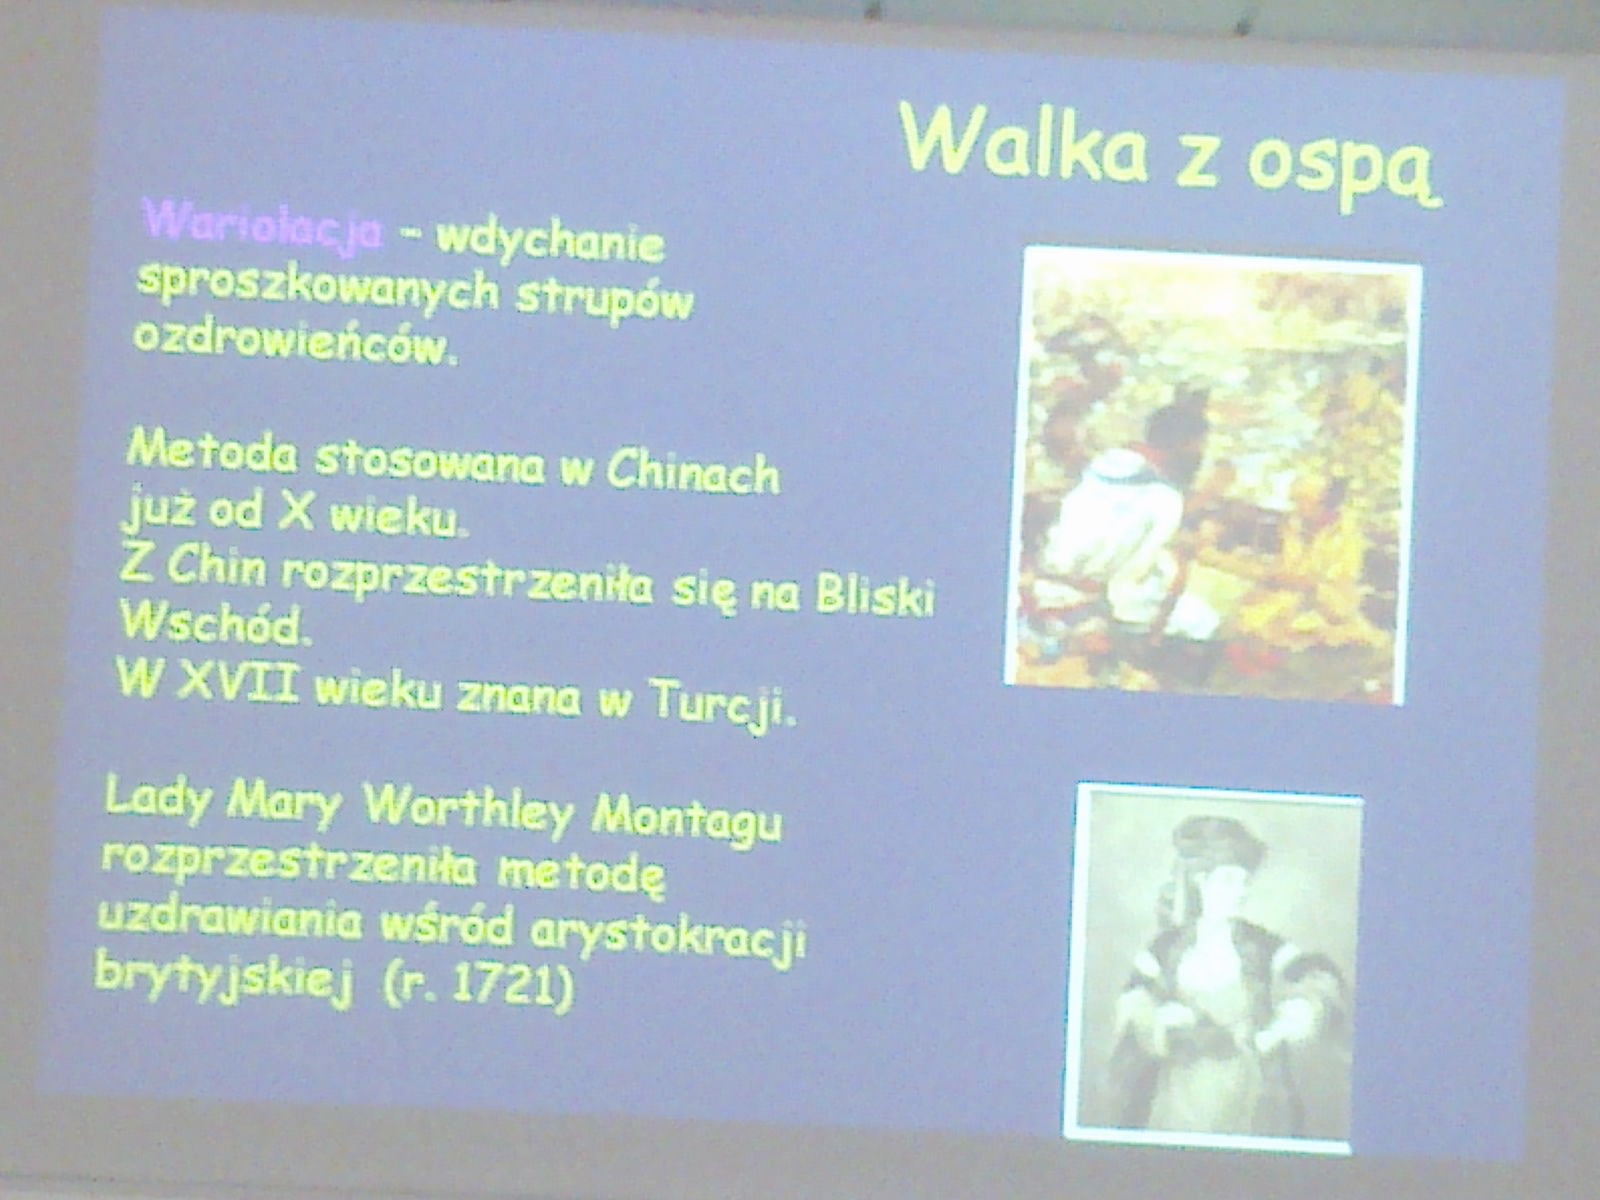 Walka z ospą
Wariolacja - wdychanie
sproszkowanych strupów
ozdrowieńców.
Metoda stosowana w Chinach
już od X wieku.
Z Chin rozprzestrzeniła się na Bliski
Wschód.
W XVII wieku znana w Turcji.
Lady Mary Worthley Montagu
rozprzestrzeniła metodę
uzdrawiania wśród arystokracji
brytyjskiej (r. 1721)